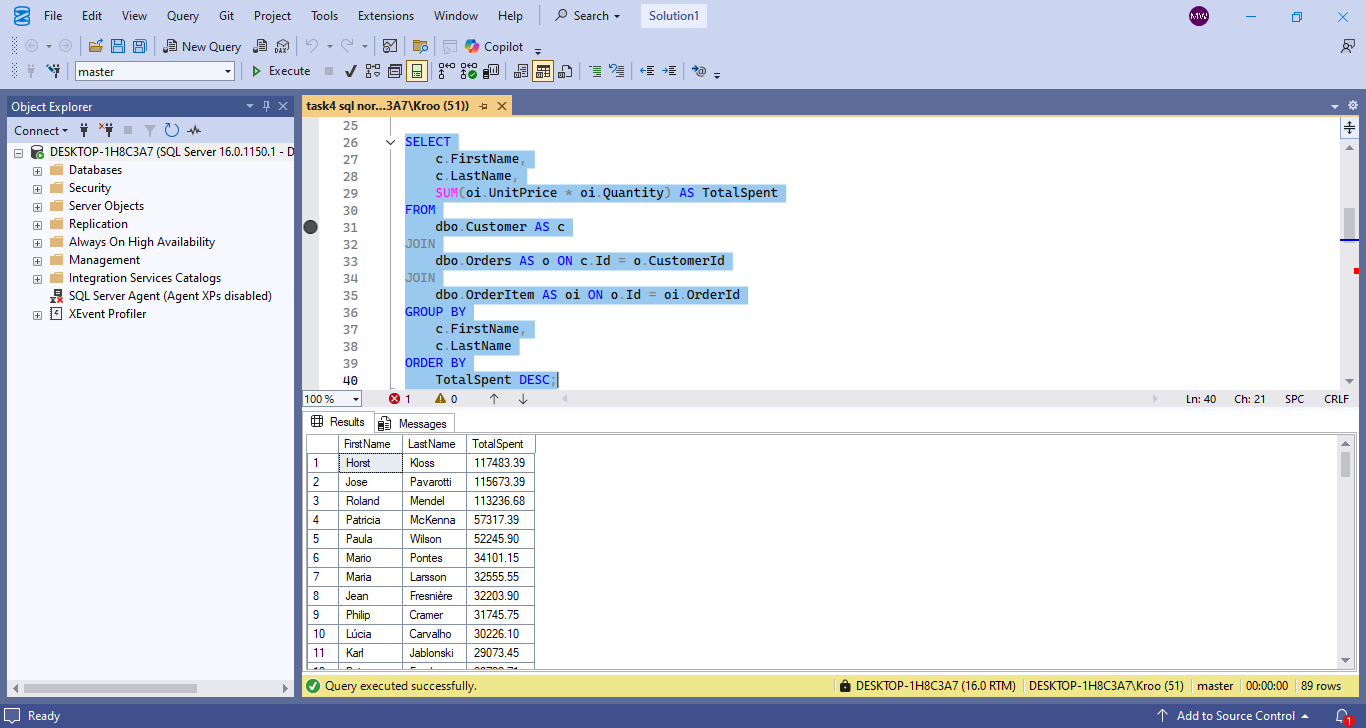 File Edit View Query Git Project Tools Extensions Window Help Search Solution1 MW
New Query DAX Copilot
master Execute
Object Explorer
Connect
DESKTOP-1H8C3A7 (SQL Server 16.0.1150.1 - D
Databases
Security
Server Objects
Replication
Always On High Availability
Management
Integration Services Catalogs
SQL Server Agent (Agent XPs disabled)
XEvent Profiler
task4 sql nor...3A7\Kroo (51))
25
26 SELECT
27 c.FirstName,
28 c.LastName,
29 SUM(oi.UnitPrice * oi.Quantity) AS TotalSpent
30 FROM
31 dbo.Customer AS c
32 JOIN
33 dbo.Orders AS o ON c.Id = o.CustomerId
34 JOIN
35 dbo.OrderItem AS oi ON o.Id = oi.OrderId
36 GROUP BY
37 c.FirstName,
38 c.LastName
39 ORDER BY
40 TotalSpent DESC;
100 % 1 0 Ln: 40 Ch: 21 SPC CRLF
Results Messages
FirstName LastName TotalSpent
1 Horst Kloss 117483.39
2 Jose Pavarotti 115673.39
3 Roland Mendel 113236.68
4 Patricia McKenna 57317.39
5 Paula Wilson 52245.90
6 Mario Pontes 34101.15
7 Maria Larsson 32555.55
8 Jean Fresnière 32203.90
9 Philip Cramer 31745.75
10 Lúcia Carvalho 30226.10
11 Karl Jablonski 29073.45
Query executed successfully. DESKTOP-1H8C3A7 (16.0 RTM) DESKTOP-1H8C3A7\Kroo (51) master 00:00:00 89 rows
Ready Add to Source Control 1